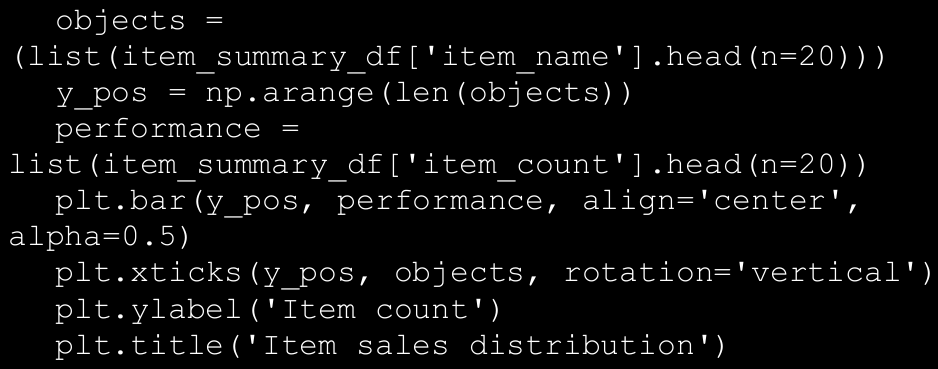 objects =
(list(item_summary_df['item_name'].head(n=20)))
y_pos = np.arange(len(objects))
performance =
list(item_summary_df['item_count'].head(n=20))
plt.bar(y_pos, performance, align='center',
alpha=0.5)
plt.xticks(y_pos, objects, rotation='vertical')
plt.ylabel('Item count')
plt.title('Item sales distribution')